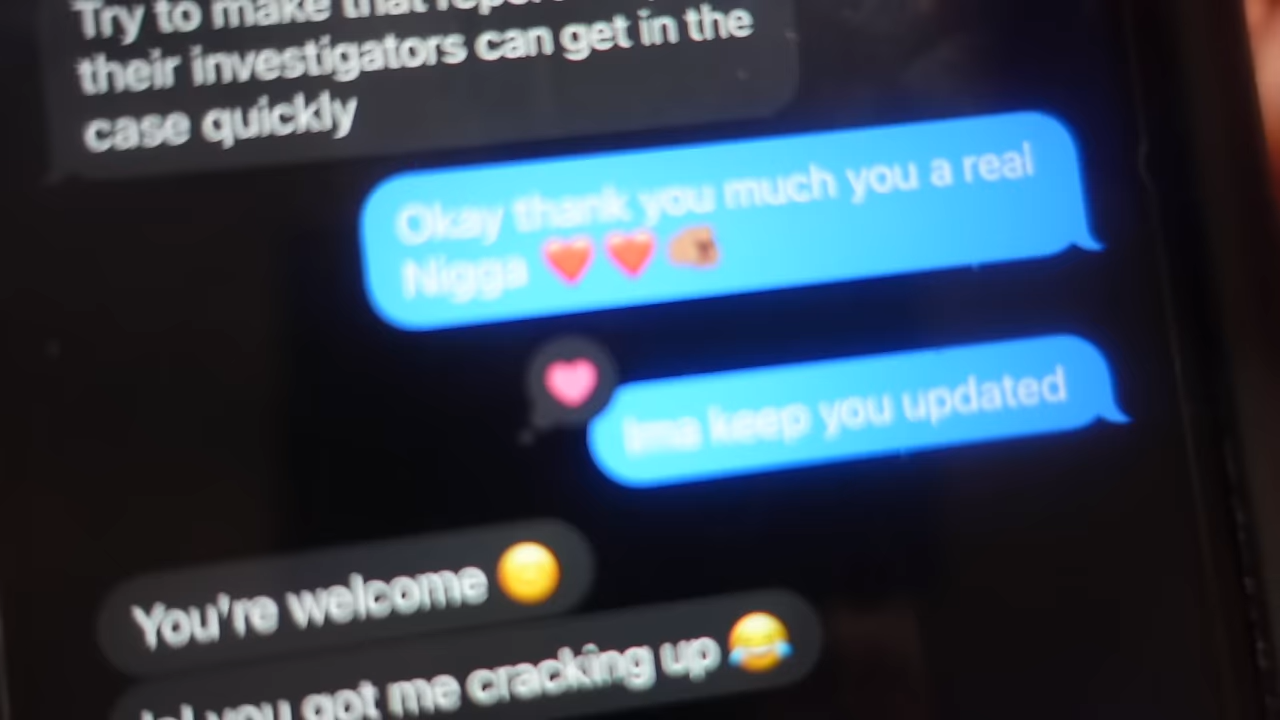 Try to make that
their investigators can get in the
case quickly
Okay thank you much you a real
Nigga ❤️ ❤️
Ima keep you updated
You're welcome
lol you got me cracking up 😂